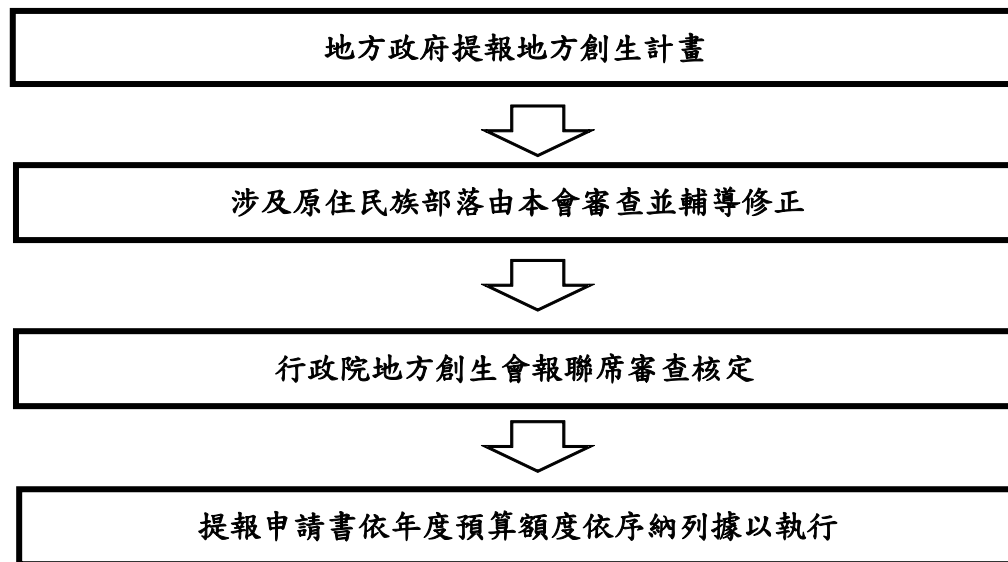 地方政府提報地方創生計畫
涉及原住民族部落由本會審查並輔導修正
行政院地方創生會報聯席審查核定
提報申請書依年度預算額度依序納列據以執行